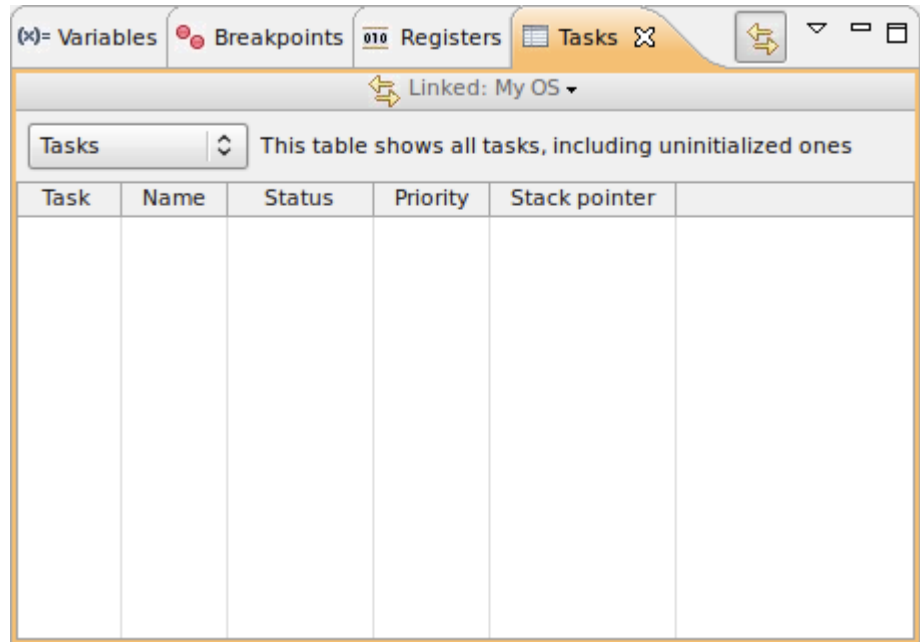 (x)= Variables Breakpoints 010 Registers Tasks
Linked: My OS
Tasks This table shows all tasks, including uninitialized ones
Task Name Status Priority Stack pointer